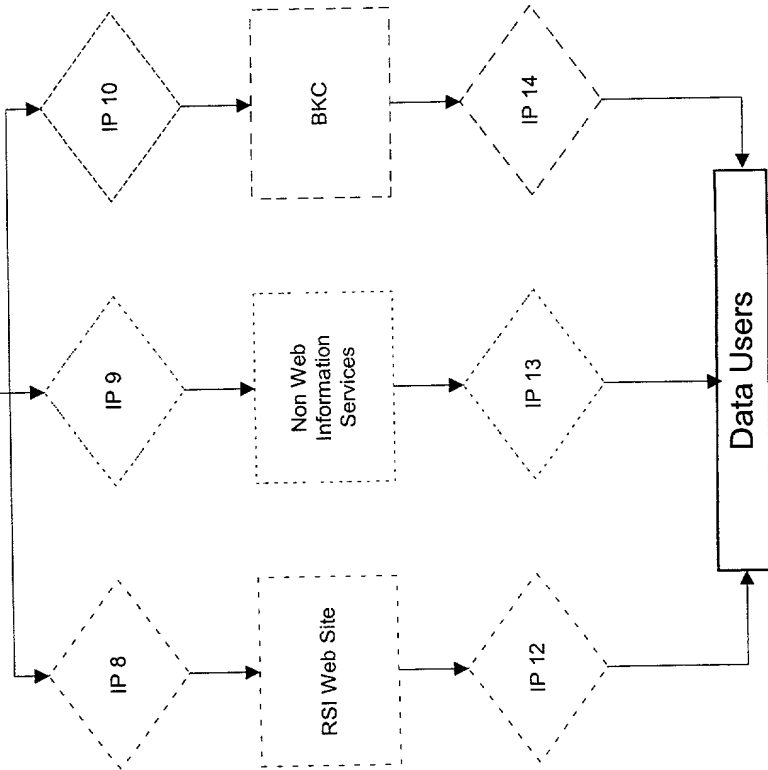 IP 8
IP 9
IP 10
RSI Web Site
Non Web
Information
Services
BKC
IP 12
IP 13
IP 14
Data Users